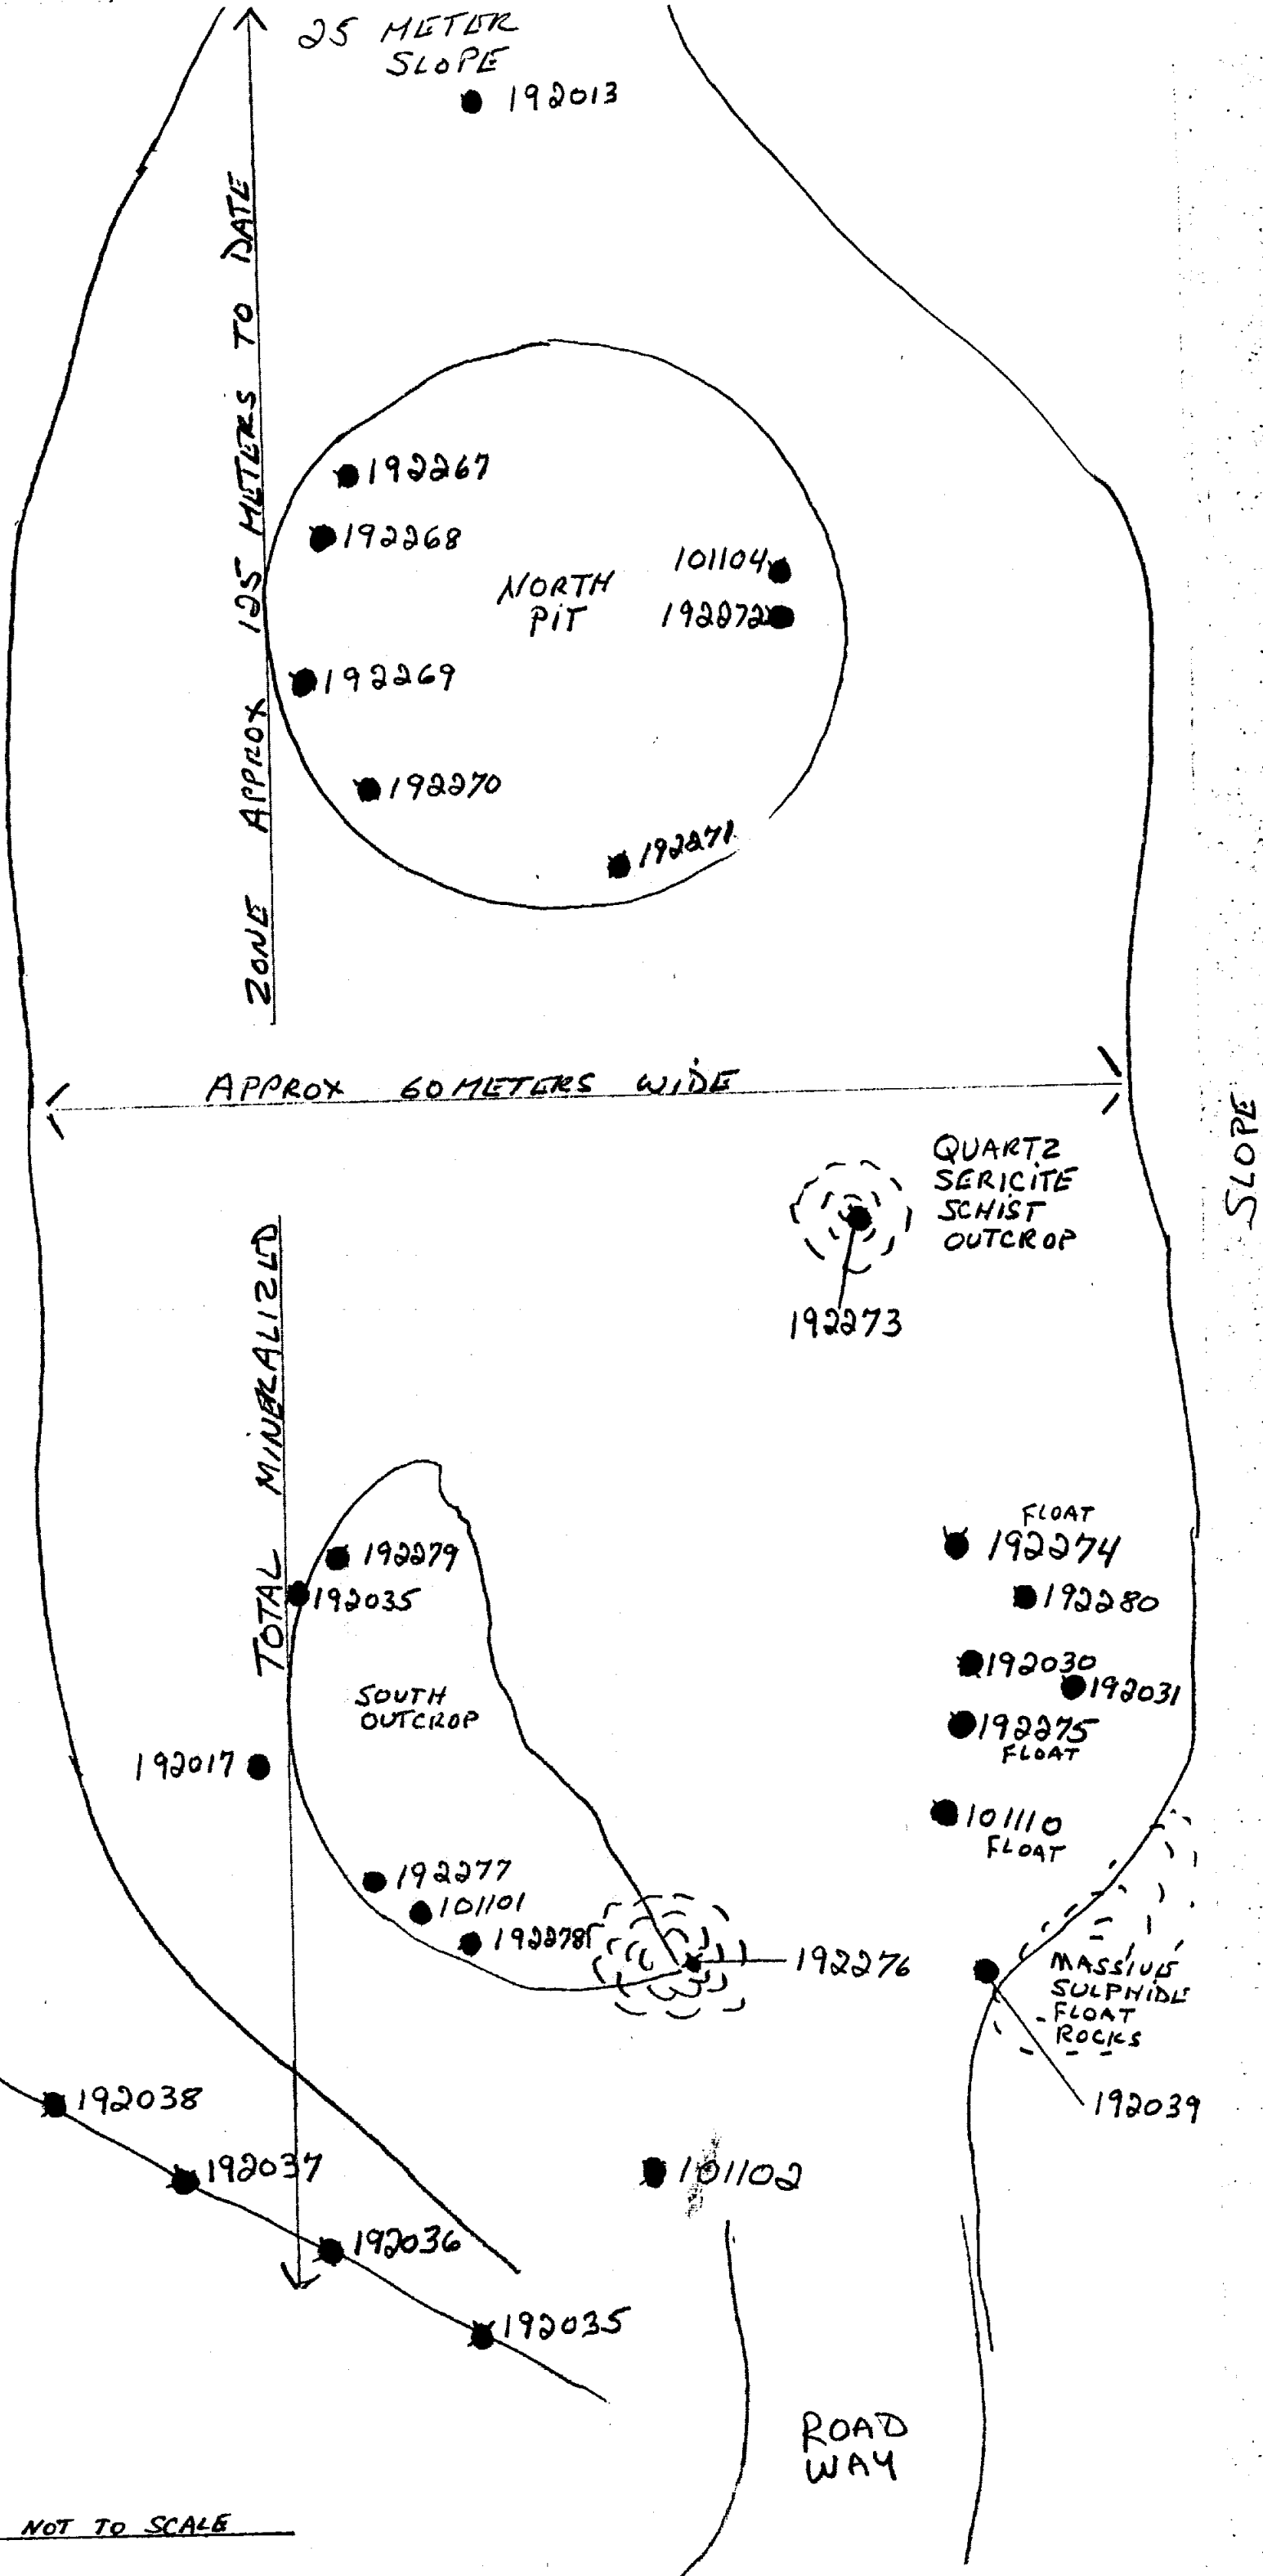 25 METER
SLOPE
192013
TOTAL MINERALIZED ZONE APPROX 125 METERS TO DATE
192267
192268
101104
NORTH
PIT
192272
192269
192270
192271
APPROX 60 METERS WIDE
SLOPE
QUARTZ
SERICITE
SCHIST
OUTCROP
192273
FLOAT
192274
192279
192280
192035
192030
192031
SOUTH
OUTCROP
192275
FLOAT
192017
101110
FLOAT
192277
101101
192278
192276
MASSIVE
SULPHIDE
FLOAT
ROCKS
192038
192039
192037
101102
192036
192035
ROAD
WAY
NOT TO SCALE